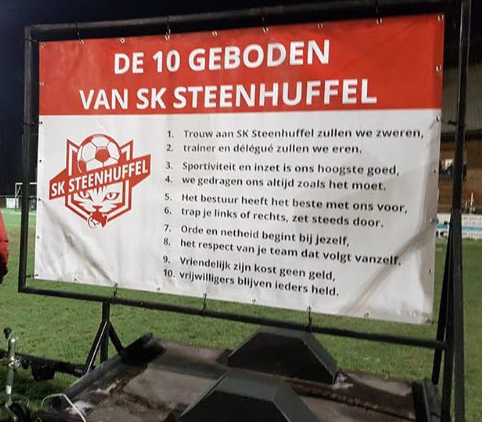 DE 10 GEBODEN
VAN SK STEENHUFFEL
SK STEENHUFFEL
1. Trouw aan SK Steenhuffel zullen we zweren,
2. trainer en délégué zullen we eren.
3. Sportiviteit en inzet is ons hoogste goed,
4. we gedragen ons altijd zoals het moet.
5. Het bestuur heeft het beste met ons voor,
6. trap je links of rechts, zet steeds door.
7. Orde en netheid begint bij jezelf,
8. het respect van je team dat volgt vanzelf.
9. Vriendelijk zijn kost geen geld,
10. vrijwilligers blijven ieders held.